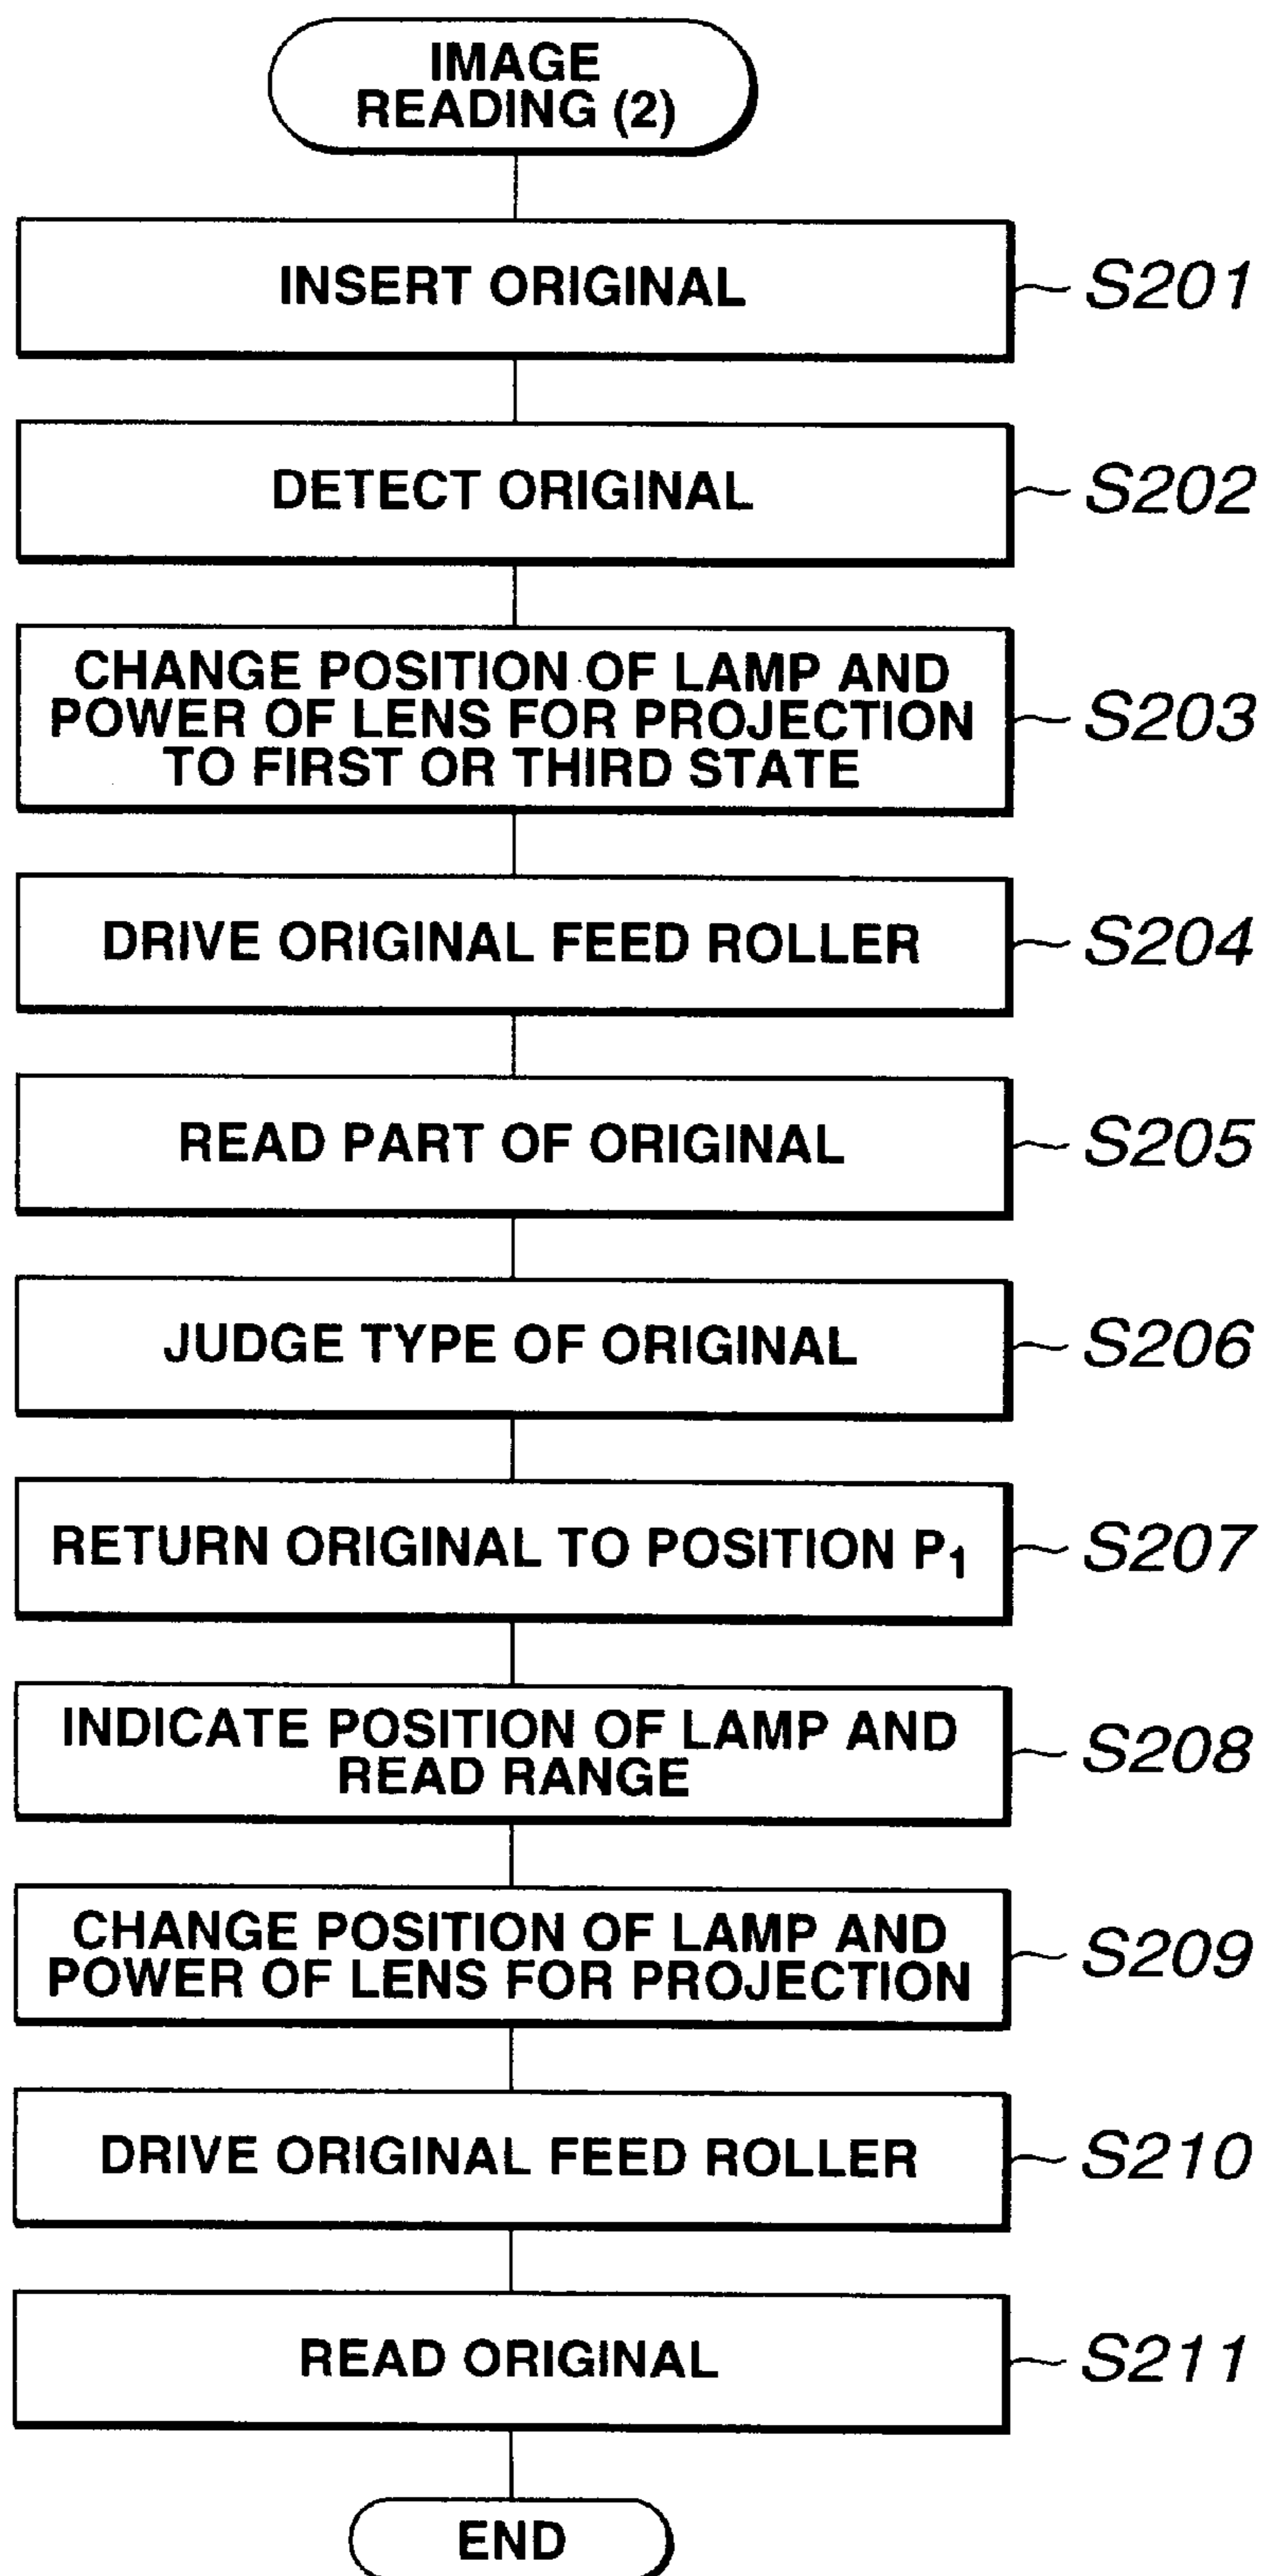 IMAGE
READING (2)
INSERT ORIGINAL
S201
DETECT ORIGINAL
S202
CHANGE POSITION OF LAMP AND
POWER OF LENS FOR PROJECTION
TO FIRST OR THIRD STATE
S203
DRIVE ORIGINAL FEED ROLLER
S204
READ PART OF ORIGINAL
S205
JUDGE TYPE OF ORIGINAL
S206
RETURN ORIGINAL TO POSITION P₁
S207
INDICATE POSITION OF LAMP AND
READ RANGE
S208
CHANGE POSITION OF LAMP AND
POWER OF LENS FOR PROJECTION
S209
DRIVE ORIGINAL FEED ROLLER
S210
READ ORIGINAL
S211
END